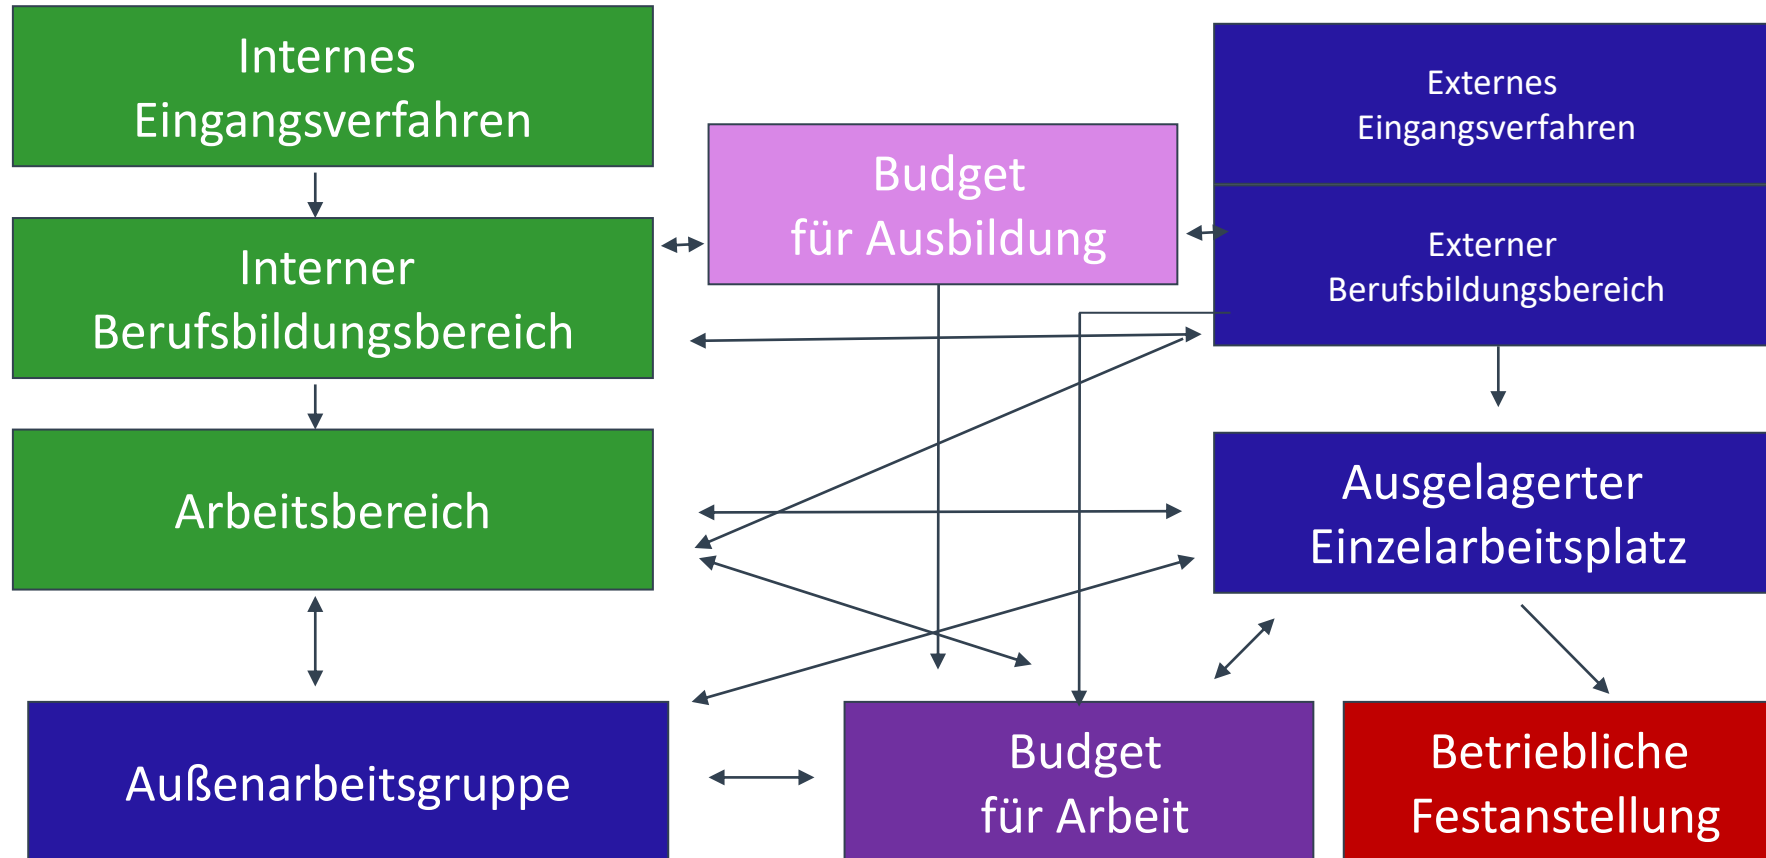 Internes
Eingangsverfahren
Externes
Eingangsverfahren
Budget
für Ausbildung
Interner
Berufsbildungsbereich
Externer
Berufsbildungsbereich
Arbeitsbereich
Ausgelagerter
Einzelarbeitsplatz
Außenarbeitsgruppe
Budget
für Arbeit
Betriebliche
Festanstellung